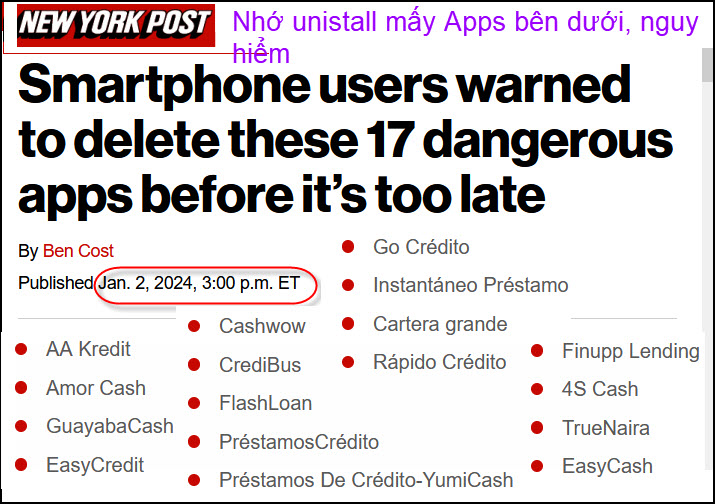 NEW YORK POST
Nhớ unistall mấy Apps bên dưới, nguy
hiểm
Smartphone users warned
to delete these 17 dangerous
apps before it's too late
By Ben Cost
Published Jan. 2, 2024, 3:00 p.m. ET
AA Kredit
Amor Cash
GuayabaCash
EasyCredit
Cashwow
CrediBus
FlashLoan
PréstamosCrédito
Préstamos De Crédito-YumiCash
Go Crédito
Instantáneo Préstamo
Cartera grande
Rápido Crédito
Finupp Lending
4S Cash
TrueNaira
EasyCash